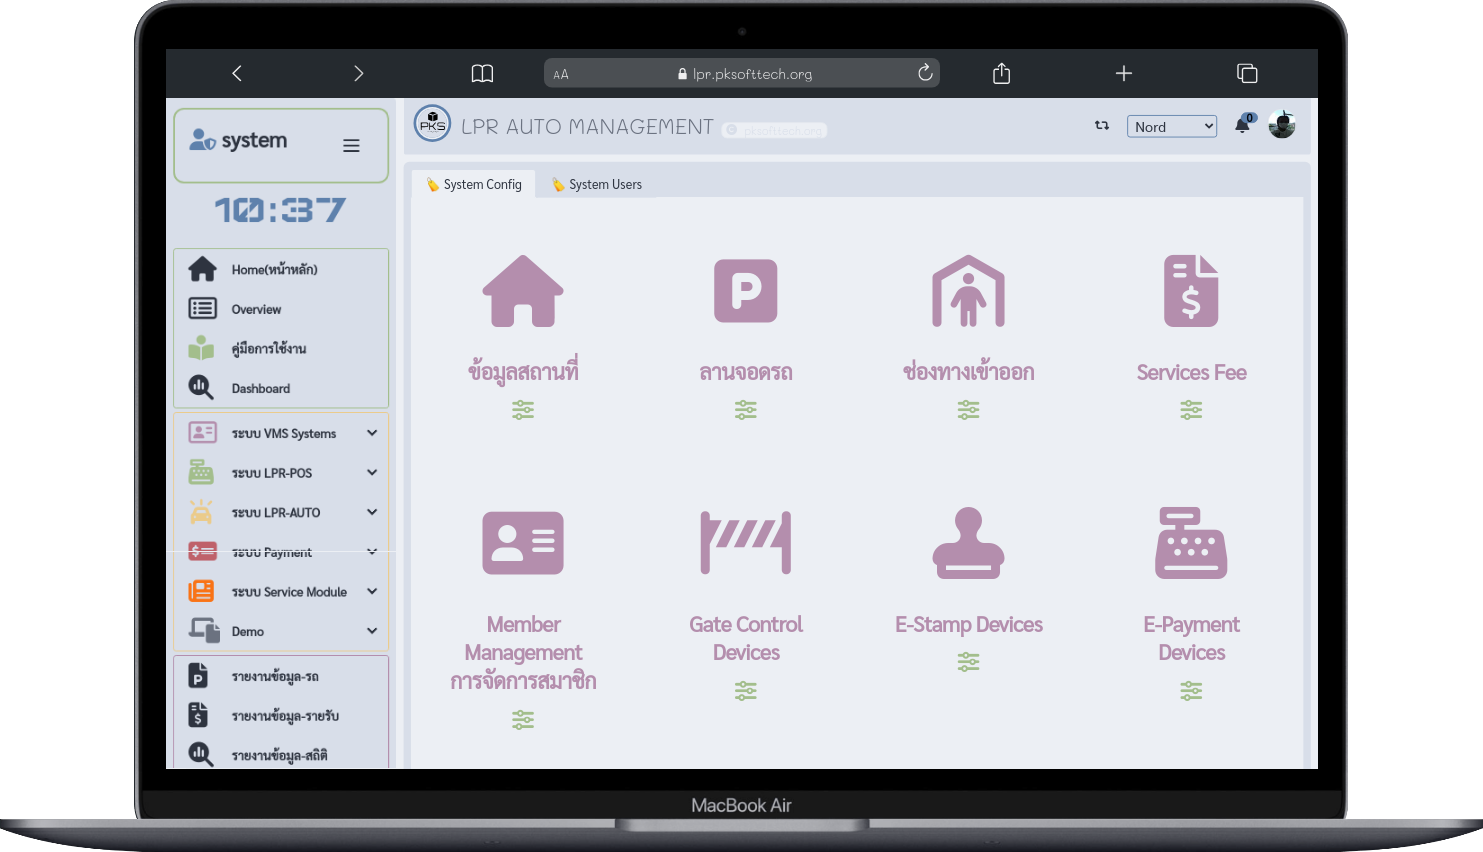 AA
lpr.pksofttech.org
system
10:37
Home(หน้าหลัก)
Overview
คู่มือการใช้งาน
Dashboard
ระบบ VMS Systems
ระบบ LPR-POS
ระบบ LPR-AUTO
ระบบ Payment
ระบบ Service Module
Demo
รายงานข้อมูล-รถ
รายงานข้อมูล-รายรับ
รายงานข้อมูล-สถิติ
PKS
LPR AUTO MANAGEMENT
pksofttech.org
Nord
0
System Config
System Users
ข้อมูลสถานที่
ลานจอดรถ
ช่องทางเข้าออก
Services Fee
Member
Management
การจัดการสมาชิก
Gate Control
Devices
E-Stamp Devices
E-Payment
Devices
MacBook Air